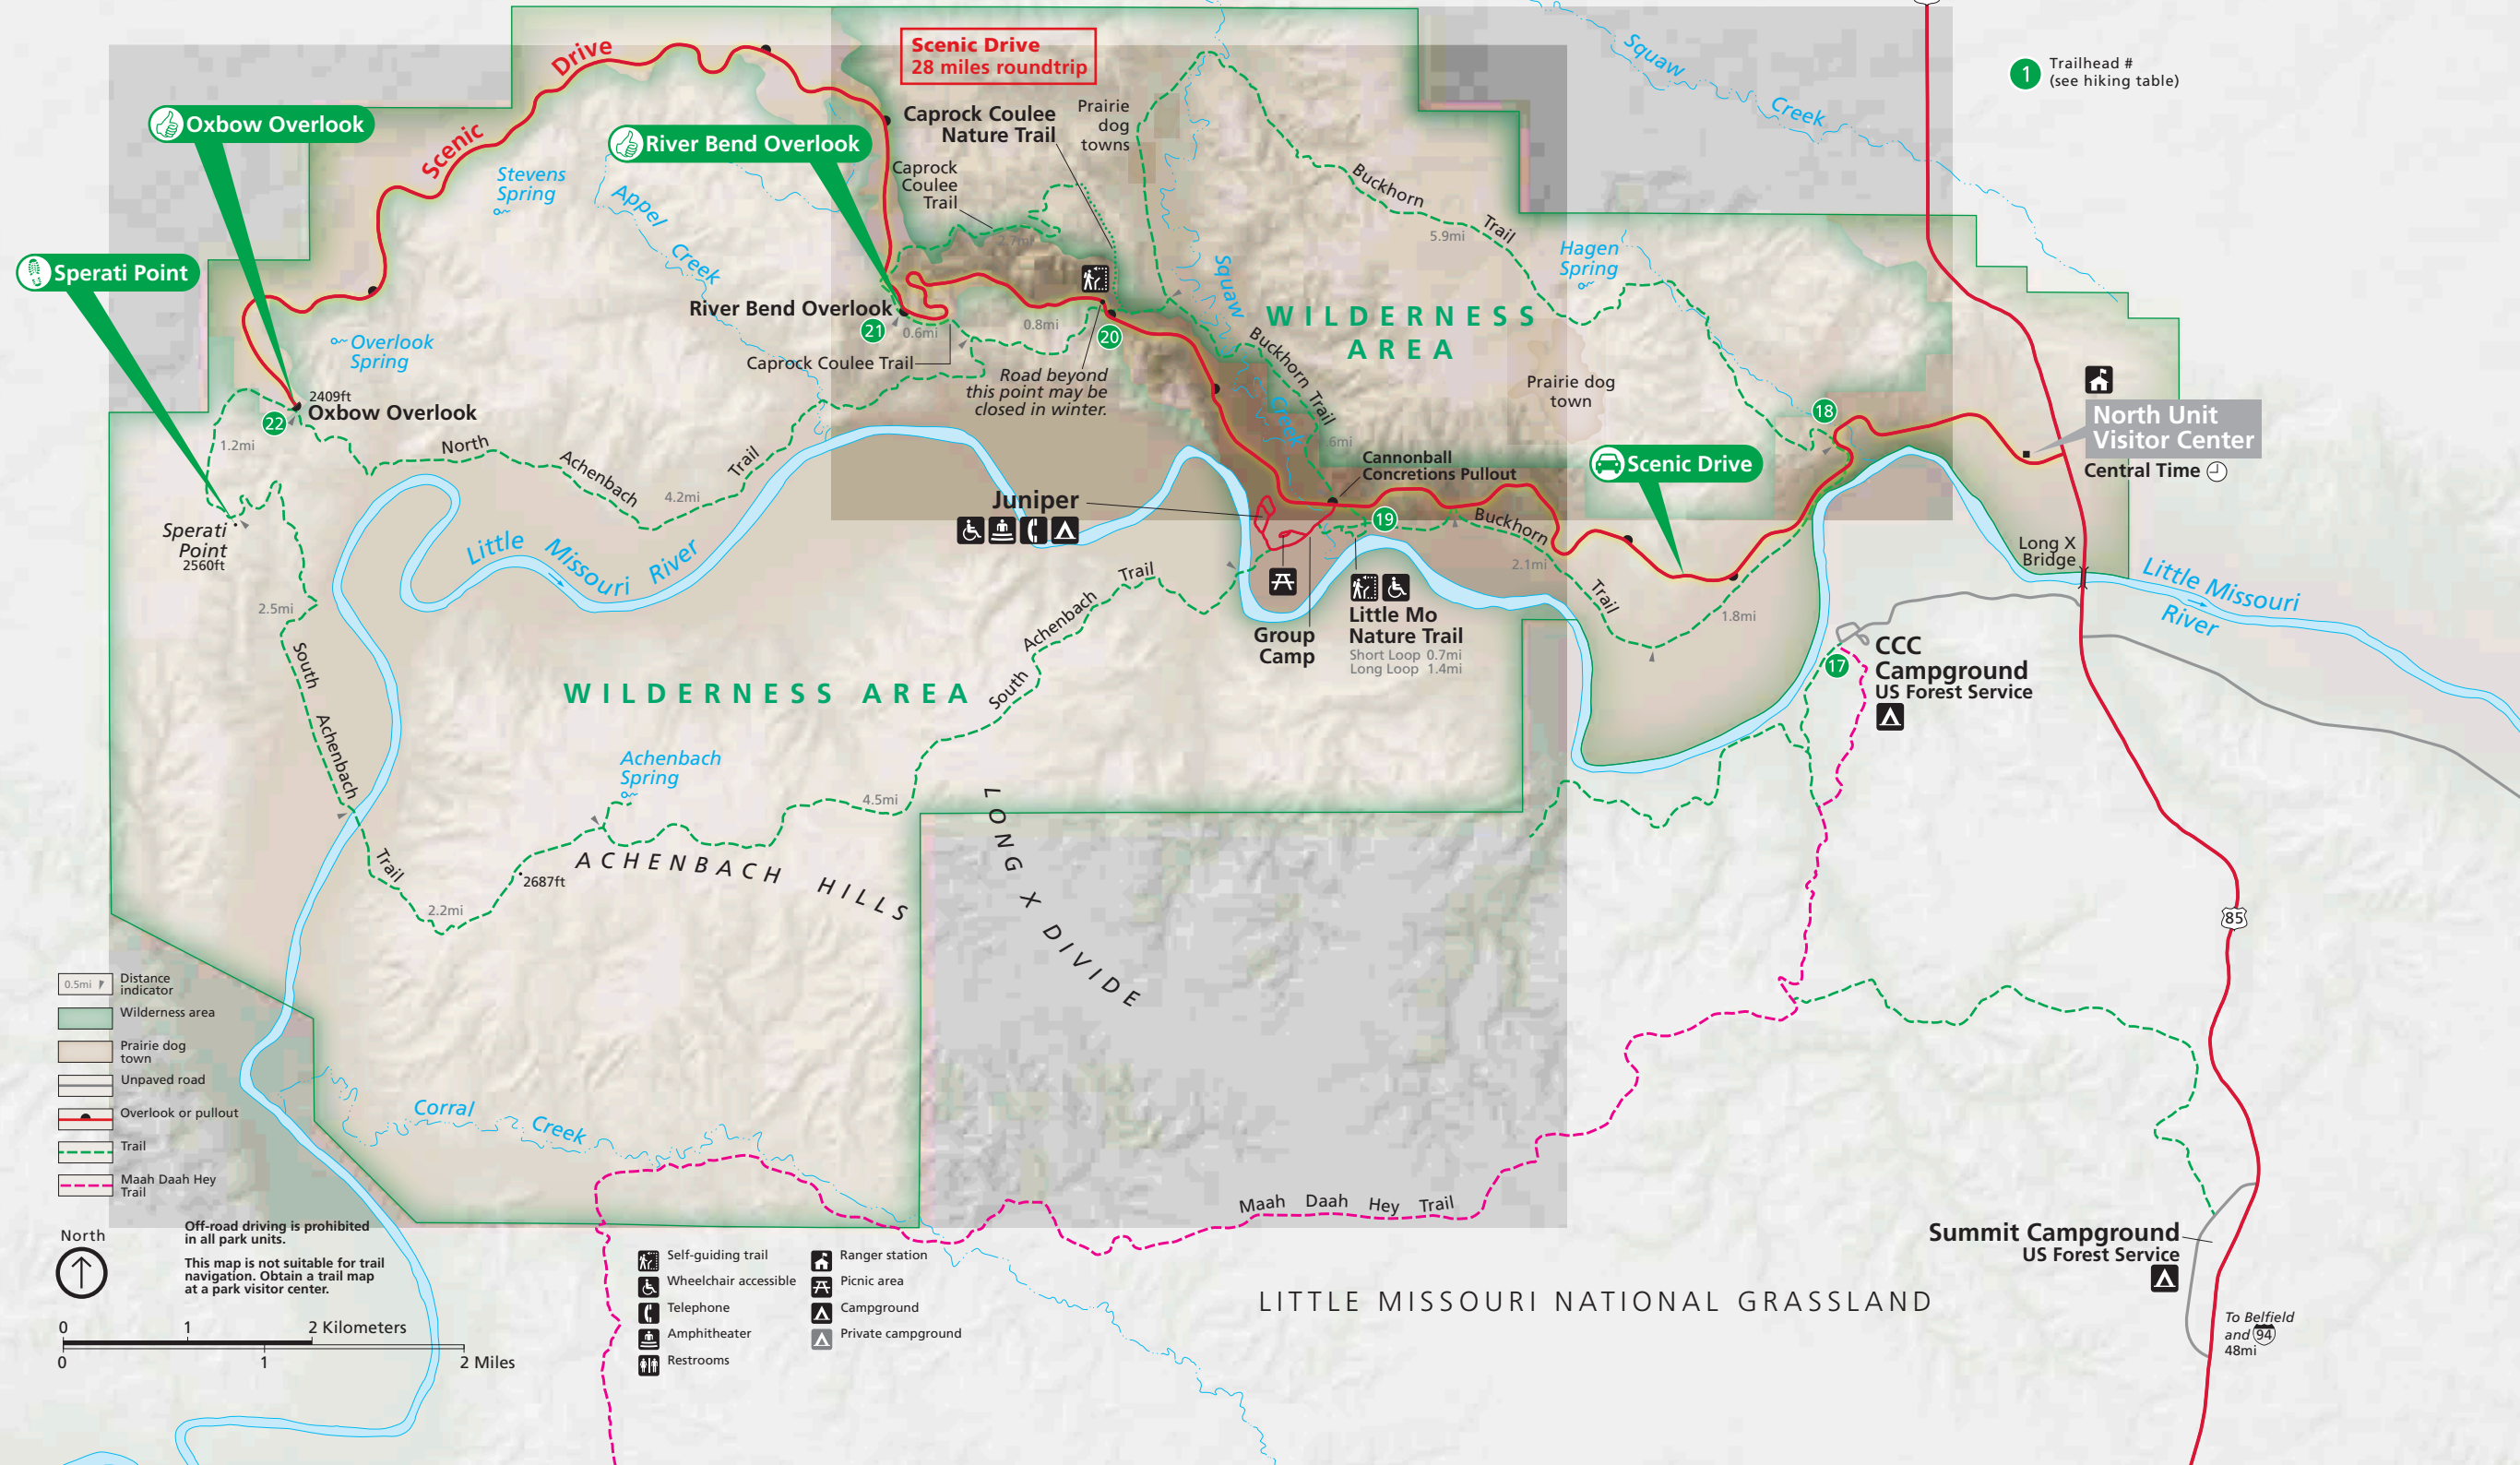 Scenic Drive
28 miles roundtrip
Drive
Scenic
Squaw
Creek
1
Trailhead #
(see hiking table)
Oxbow Overlook
River Bend Overlook
Sperati Point
Stevens
Spring
Appel
Creek
Caprock Coulee
Nature Trail
Prairie
dog
towns
Caprock
Coulee
Trail
2.7mi
Buckhorn
Trail
5.9mi
Hagen
Spring
Squaw
Creek
WILDERNESS
AREA
River Bend Overlook
21
0.6mi
0.8mi
20
Caprock Coulee Trail
Road beyond
this point may be
closed in winter.
Buckhorn Trail
.6mi
Prairie dog
town
Overlook
Spring
2409ft
Oxbow Overlook
22
1.2mi
North
Achenbach
Trail
4.2mi
18
North Unit
Visitor Center
Central Time
Cannonball
Concretions Pullout
Scenic Drive
Juniper
19
Buckhorn
Trail
2.1mi
1.8mi
Sperati
Point
2560ft
Little Missouri River
Long X
Bridge
Little Missouri
River
2.5mi
South
Achenbach
Trail
Group
Camp
Little Mo
Nature Trail
Short Loop 0.7mi
Long Loop 1.4mi
South
Achenbach
Trail
17
CCC
Campground
US Forest Service
WILDERNESS AREA
Achenbach
Spring
4.5mi
2.2mi
2687ft
ACHENBACH HILLS
LONG X DIVIDE
85
Corral
Creek
Maah Daah Hey Trail
0.5mi
Distance
indicator
Wilderness area
Prairie dog
town
Unpaved road
Overlook or pullout
Trail
Maah Daah Hey
Trail
North
Off-road driving is prohibited
in all park units.
This map is not suitable for trail
navigation. Obtain a trail map
at a park visitor center.
0 1 2 Kilometers
0 1 2 Miles
Self-guiding trail
Wheelchair accessible
Telephone
Amphitheater
Restrooms
Ranger station
Picnic area
Campground
Private campground
Summit Campground
US Forest Service
LITTLE MISSOURI NATIONAL GRASSLAND
To Belfield
and 94
48mi